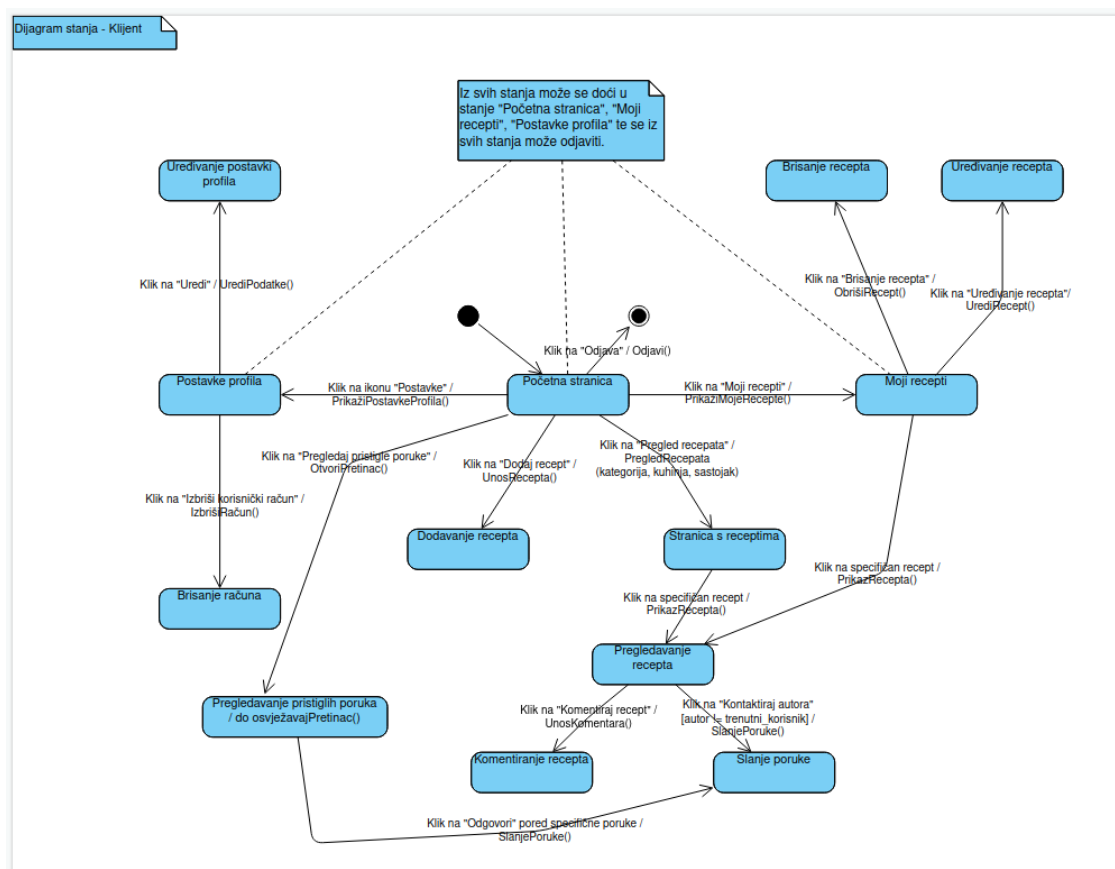 Dijagram stanja - Klijent
Iz svih stanja može se doći u
stanje "Početna stranica", "Moji
recepti", "Postavke profila" te se iz
svih stanja može odjaviti.
Uređivanje postavki
profila
Brisanje recepta
Uređivanje recepta
Klik na "Uredi" / UrediPodatke()
Klik na "Brisanje recepta" /
ObrišiRecept()
Klik na "Uređivanje recepta"/
UrediRecept()
Klik na "Odjava" / Odjavi()
Postavke profila
Klik na ikonu "Postavke" /
PrikažiPostavkeProfila()
Početna stranica
Klik na "Moji recepti" /
PrikaziMojeRecepte()
Moji recepti
Klik na "Pregledaj pristigle poruke" /
OtvoriPretinac()
Klik na "Dodaj recept" /
UnosRecepta()
Klik na "Pregled recepata" /
PregledRecepata
(kategorija, kuhinja, sastojak)
Klik na "Izbriši korisnički račun" /
IzbrišiRačun()
Dodavanje recepta
Stranica s receptima
Klik na specifičan recept /
PrikazRecepta()
Klik na specifičan recept /
PrikazRecepta()
Brisanje računa
Pregledavanje
recepta
Pregledavanje pristiglih poruka
/ do osvježavajPretinac()
Klik na "Komentiraj recept" /
UnosKomentara()
Klik na "Kontaktiraj autora"
[autor != trenutni_korisnik] /
SlanjePoruke()
Komentiranje recepta
Slanje poruke
Klik na "Odgovori" pored specifične poruke /
SlanjePoruke()